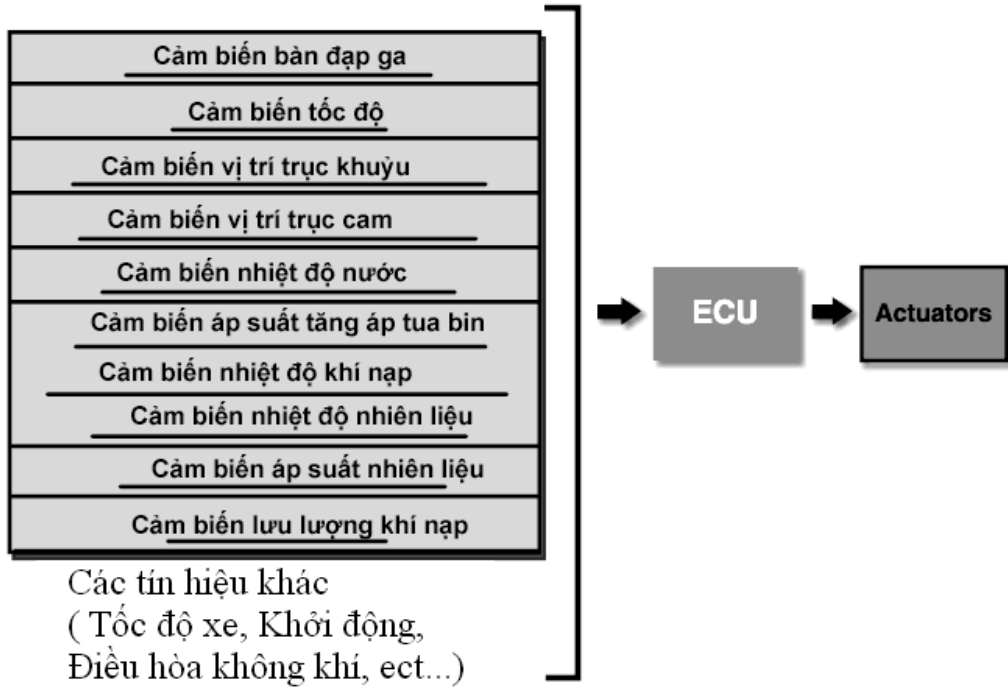 Cảm biến bàn đạp ga
Cảm biến tốc độ
Cảm biến vị trí trục khuỷu
Cảm biến vị trí trục cam
Cảm biến nhiệt độ nước
Cảm biến áp suất tăng áp tua bin
Cảm biến nhiệt độ khí nạp
Cảm biến nhiệt độ nhiên liệu
Cảm biến áp suất nhiên liệu
Cảm biến lưu lượng khí nạp
Các tín hiệu khác
( Tốc độ xe, Khởi động,
Điều hòa không khí, ect...)
ECU
Actuators